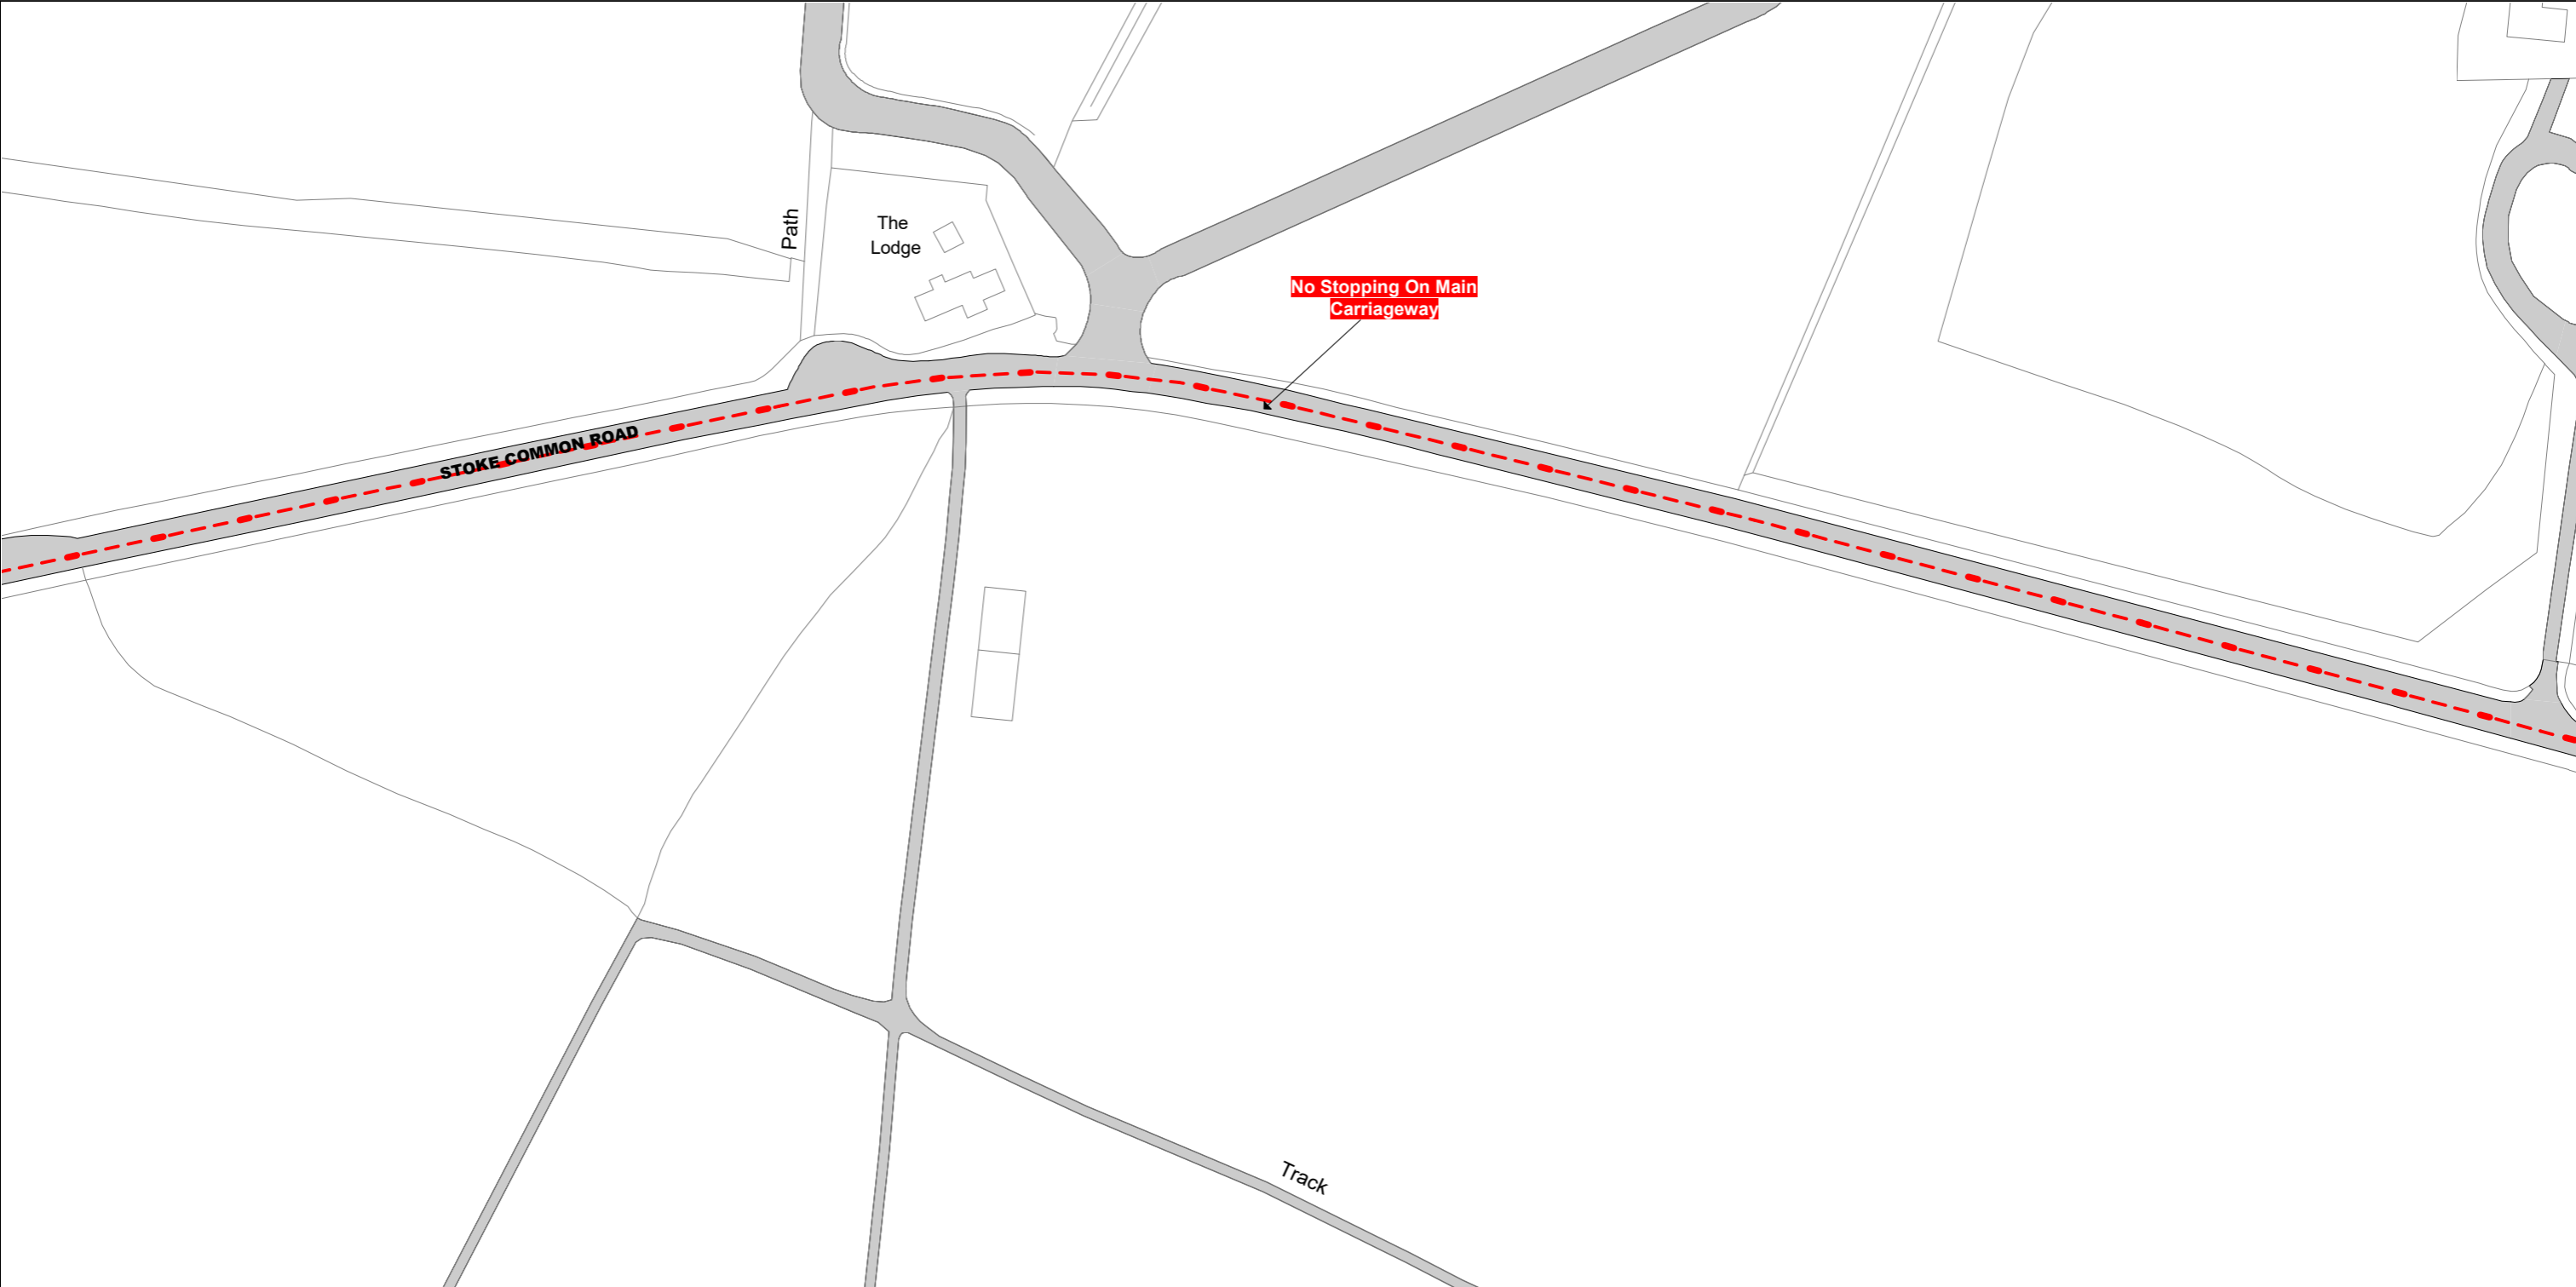 Path
The
Lodge
No Stopping On Main
Carriageway
STOKE COMMON ROAD
Track